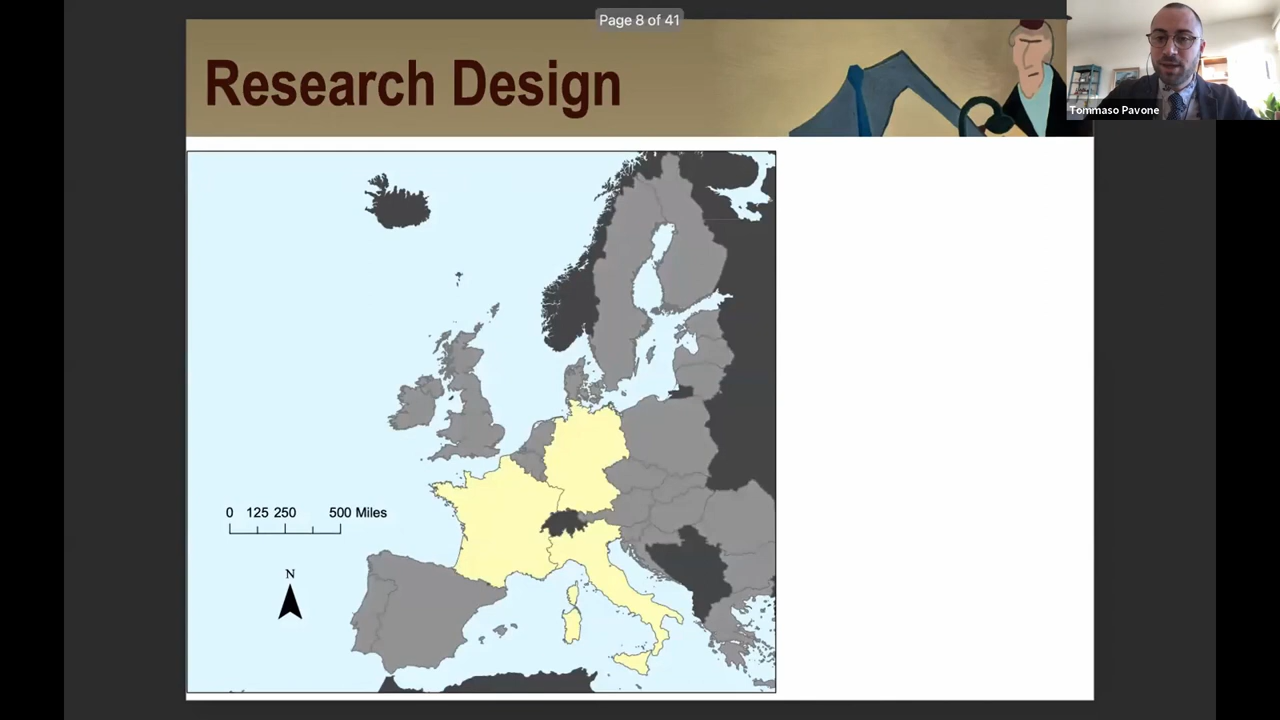 Page 8 of 41
Research Design
Tommaso Pavone
0 125 250 500 Miles
N